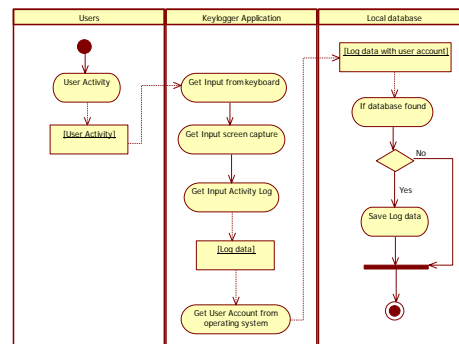 Users
Keylogger Application
Local database
User Activity
[User Activity]
Get Input from keyboard
Get Input screen capture
Get Input Activity Log
[Log data]
Get User Account from
operating system
[Log data with user account]
If database found
No
Yes
Save Log data